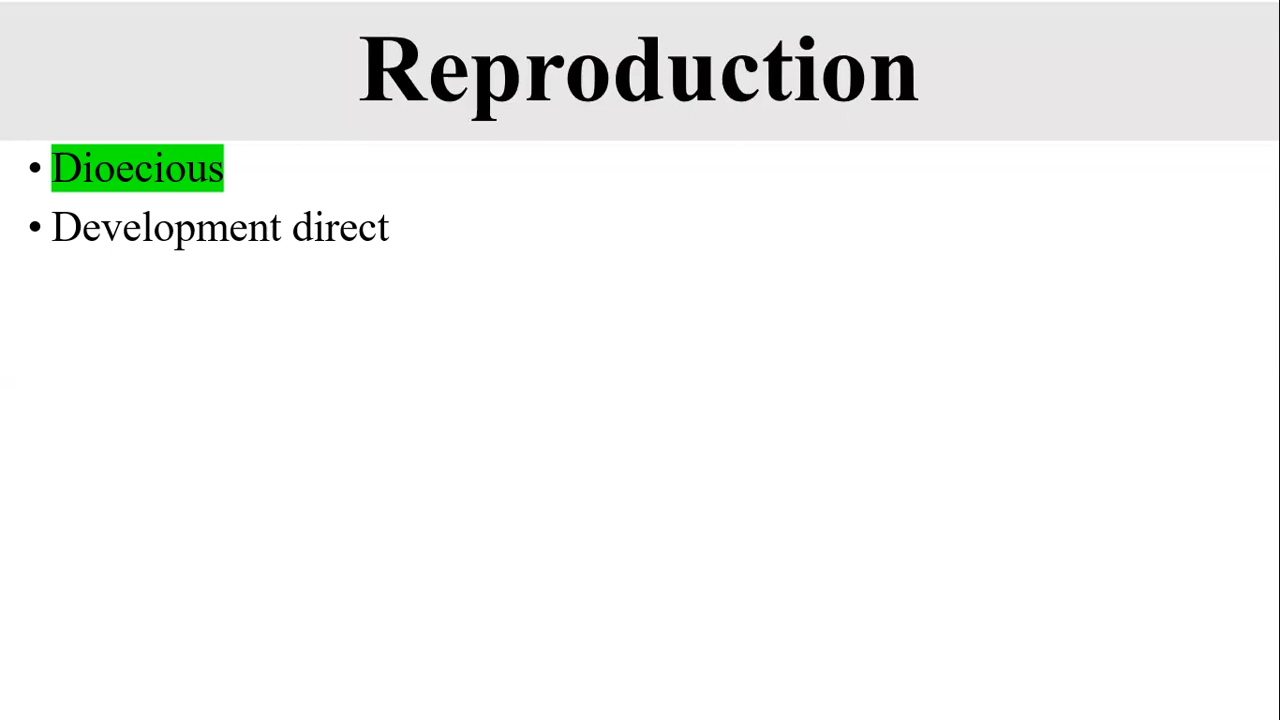 Reproduction
• Dioecious
• Development direct